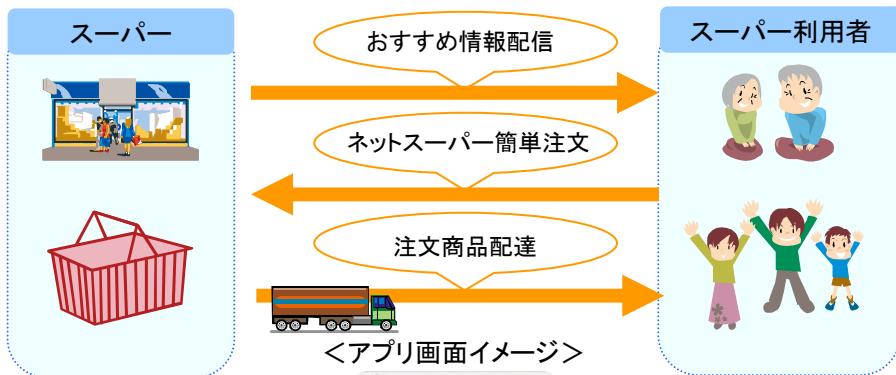 スーパー
おすすめ情報配信
スーパー利用者
ネットスーパー簡単注文
注文商品配達
＜アプリ画面イメージ＞